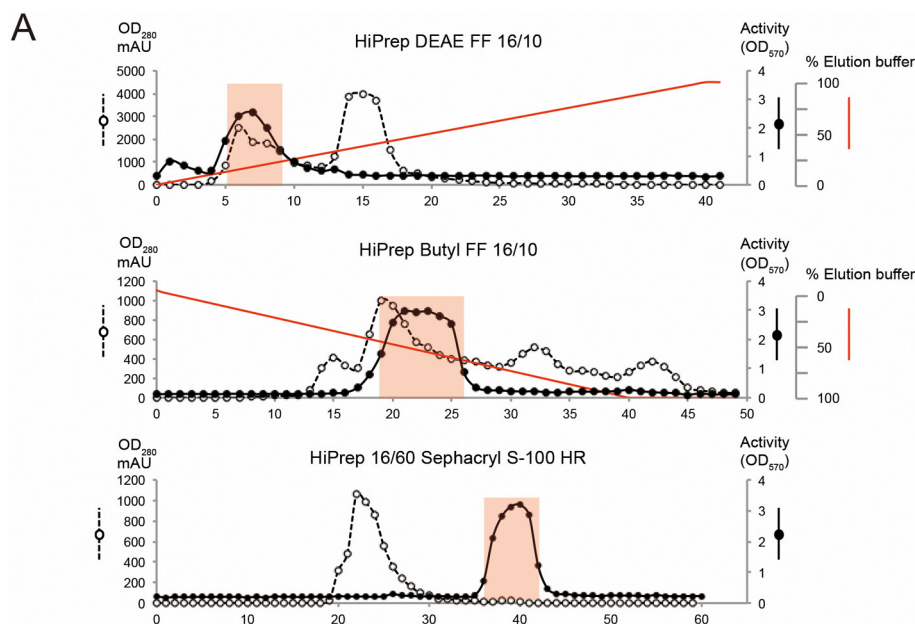 A
OD280 mAU
HiPrep DEAE FF 16/10
Activity (OD570)
% Elution buffer
5000
4000
3000
2000
1000
0
4
3
2
1
0
100
50
0
0 5 10 15 20 25 30 35 40
OD280 mAU
HiPrep Butyl FF 16/10
Activity (OD570)
% Elution buffer
1200
1000
800
600
400
200
0
4
3
2
1
0
0
50
100
0 5 10 15 20 25 30 35 40 45 49
OD280 mAU
HiPrep 16/60 Sephacryl S-100 HR
Activity (OD570)
1200
1000
800
600
400
200
0
4
3
2
1
0
0 20 30 40 50 60